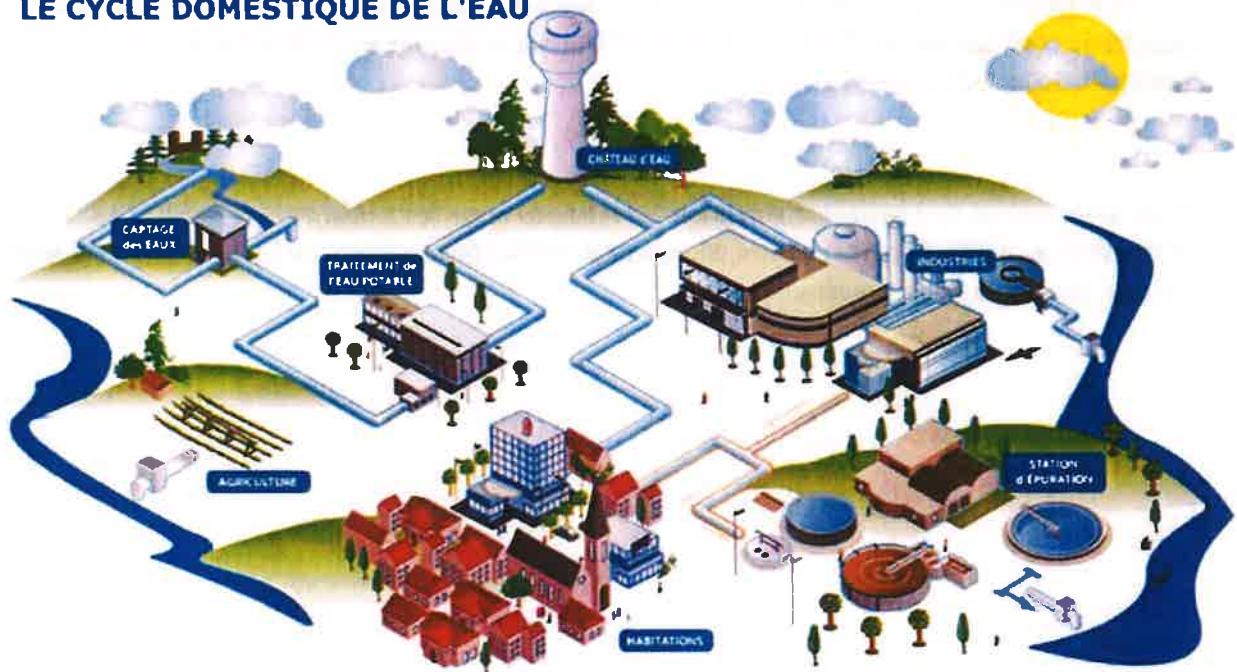 LE CYCLE DOMESTIQUE DE L'EAU
CHÂTEAU d'EAU
CAPTAGE
des EAUX
TRAITEMENT de
l'EAU POTABLE
INDUSTRIES
AGRICULTURE
STATION
d'ÉPURATION
HABITATIONS